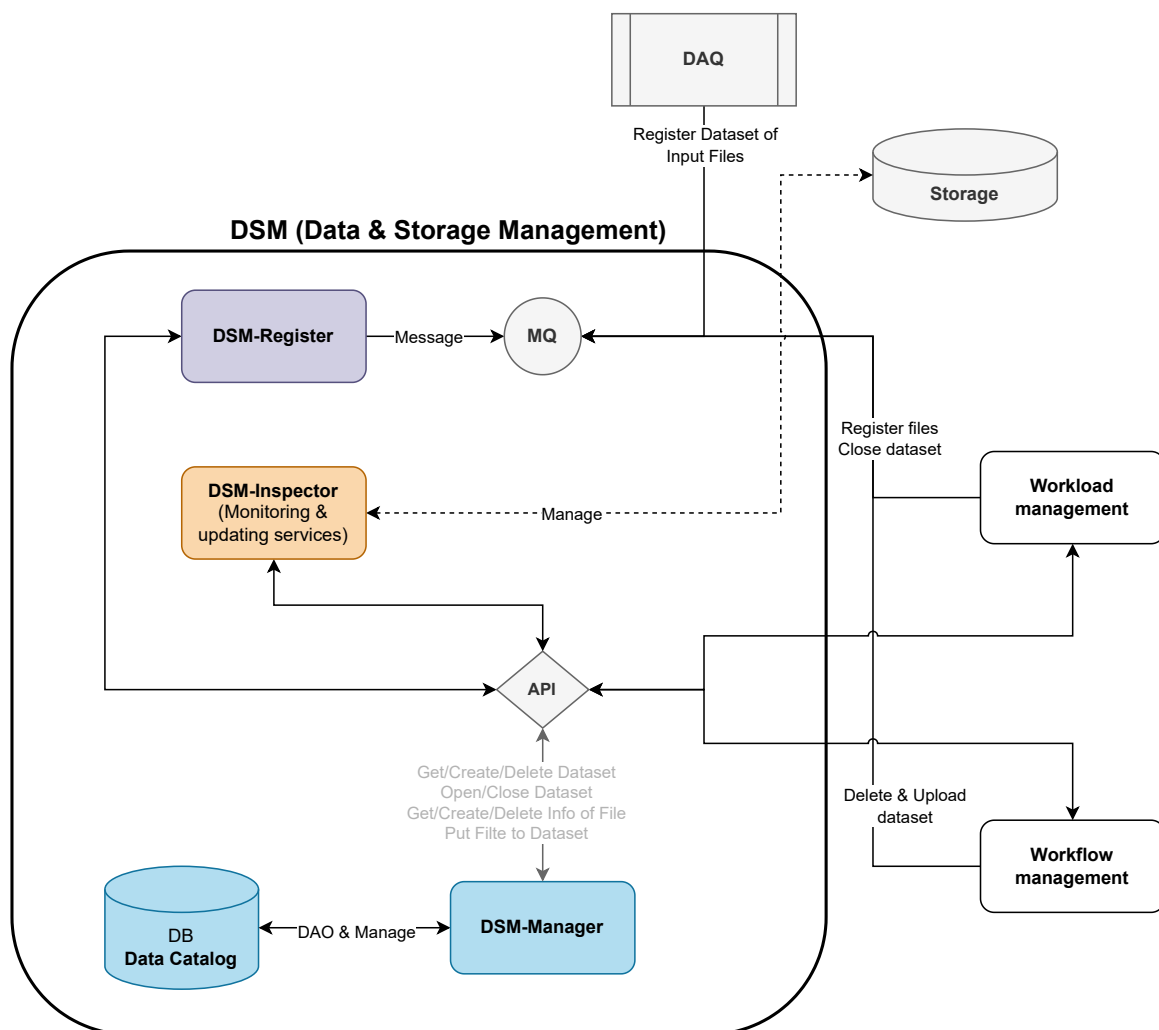 DAQ
Register Dataset of
Input Files
Storage
DSM (Data & Storage Management)
DSM-Register
Message
MQ
Register files
Close dataset
DSM-Inspector
(Monitoring &
updating services)
Manage
Workload
management
API
Get/Create/Delete Dataset
Open/Close Dataset
Get/Create/Delete Info of File
Put Filte to Dataset
Delete & Upload
dataset
Workflow
management
DB
Data Catalog
DAO & Manage
DSM-Manager